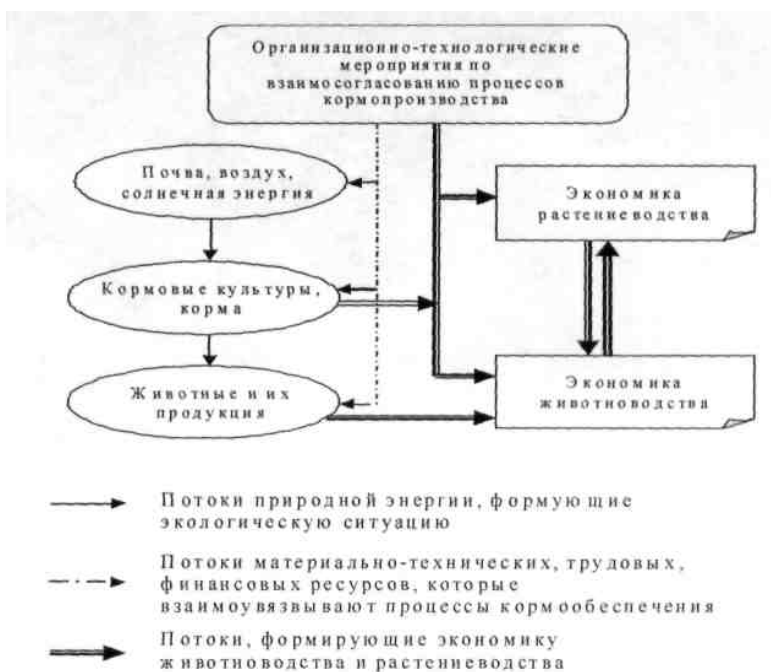 Организационно-технологические
мероприятия по
взаимосогласованию процессов
кормопроизводства
Почва, воздух,
солнечная энергия
Экономика
растениеводства
Кормовые культуры,
корма
Животные и их
продукция
Экономика
животноводства
Потоки природной энергии, формующие
экологическую ситуацию
Потоки материально-технических, трудовых,
финансовых ресурсов, которые
взаимоувязвывают процессы кормообеспечения
Потоки, формирующие экономику
животноводства и растениеводства